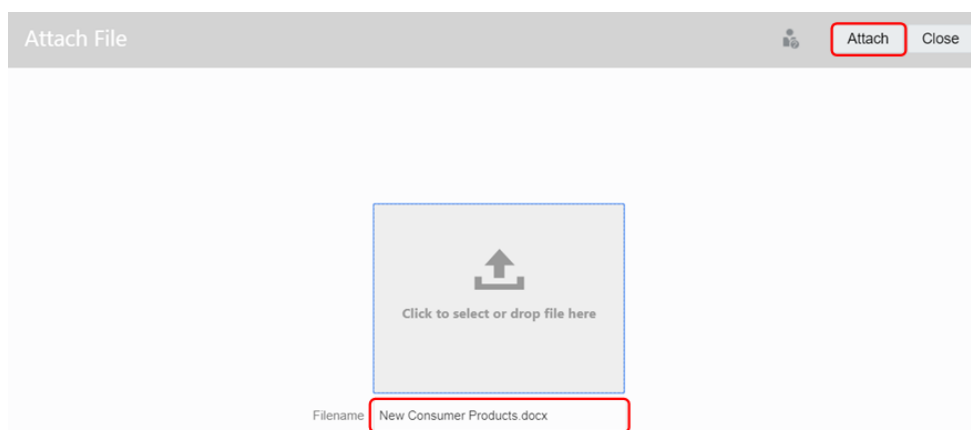 Attach File
Attach
Close
Click to select or drop file here
Filename
New Consumer Products.docx